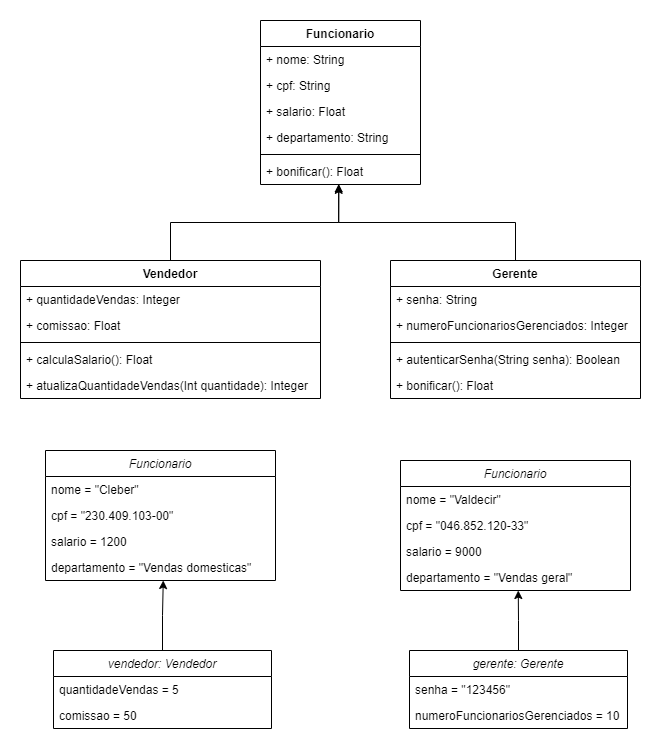 Funcionario
+ nome: String
+ cpf: String
+ salario: Float
+ departamento: String
+ bonificar(): Float
Vendedor
+ quantidadeVendas: Integer
+ comissao: Float
+ calculaSalario(): Float
+ atualizaQuantidadeVendas(Int quantidade): Integer
Gerente
+ senha: String
+ numeroFuncionariosGerenciados: Integer
+ autenticarSenha(String senha): Boolean
+ bonificar(): Float
Funcionario
nome = "Cleber"
cpf = "230.409.103-00"
salario = 1200
departamento = "Vendas domesticas"
Funcionario
nome = "Valdecir"
cpf = "046.852.120-33"
salario = 9000
departamento = "Vendas geral"
vendedor: Vendedor
quantidadeVendas = 5
comissao = 50
gerente: Gerente
senha = "123456"
numeroFuncionariosGerenciados = 10